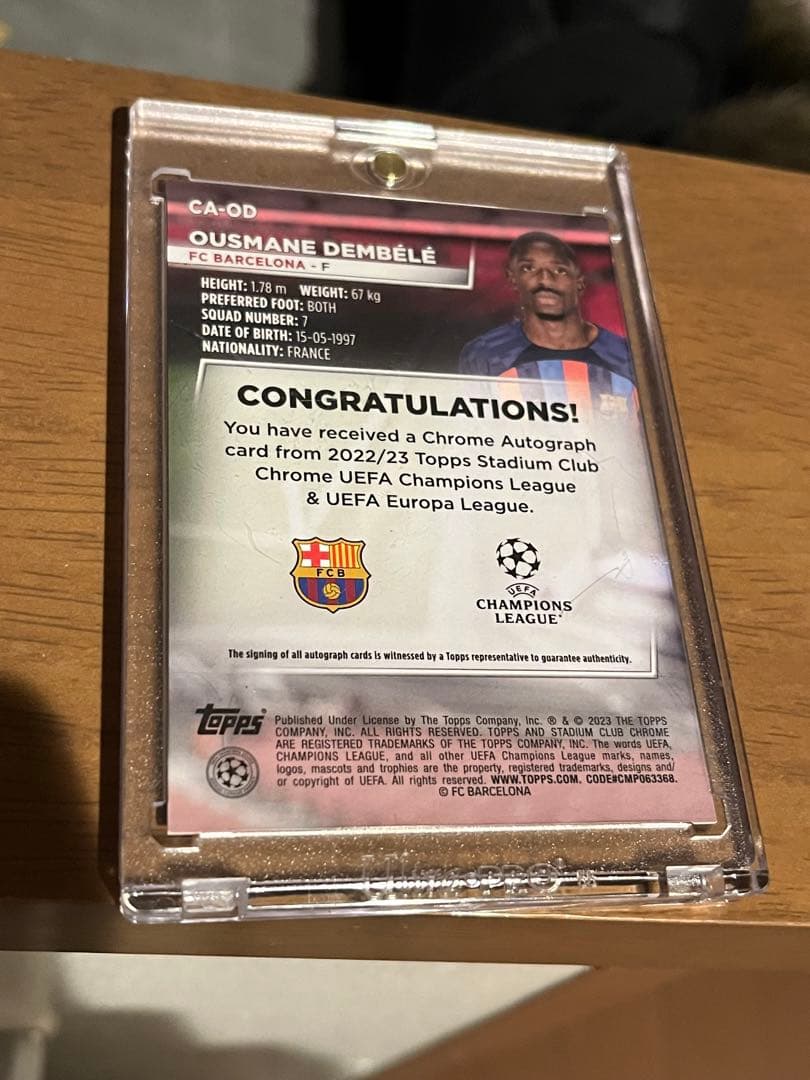 CA-OD
OUSMANE DEMBÉLÉ
FC BARCELONA - F
HEIGHT: 1.78 m WEIGHT: 67 kg
PREFERRED FOOT: BOTH
SQUAD NUMBER: 7
DATE OF BIRTH: 15-05-1997
NATIONALITY: FRANCE
CONGRATULATIONS!
You have received a Chrome Autograph
card from 2022/23 Topps Stadium Club
Chrome UEFA Champions League
& UEFA Europa League.
FCB
UEFA
CHAMPIONS
LEAGUE
The signing of all autograph cards is witnessed by a Topps representative to guarantee authenticity.
Topps
Published Under License by The Topps Company, Inc. ® & © 2023 THE TOPPS
COMPANY, INC. ALL RIGHTS RESERVED. TOPPS AND STADIUM CLUB CHROME
ARE REGISTERED TRADEMARKS OF THE TOPPS COMPANY, INC. The words UEFA,
CHAMPIONS LEAGUE, and all other UEFA Champions League marks, names,
logos, mascots and trophies are the property, registered trademarks, designs and/
or copyright of UEFA. All rights reserved. WWW.TOPPS.COM. CODE#CMP063368.
© FC BARCELONA